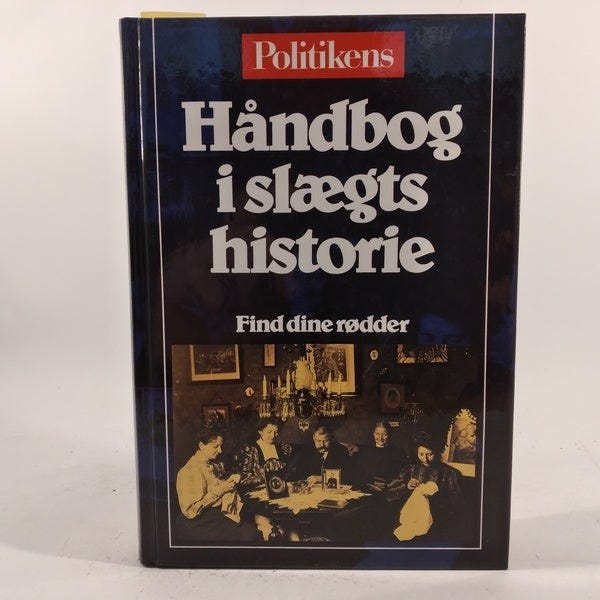 Politikens
Håndbog
i slægts
historie
Find dine rødder